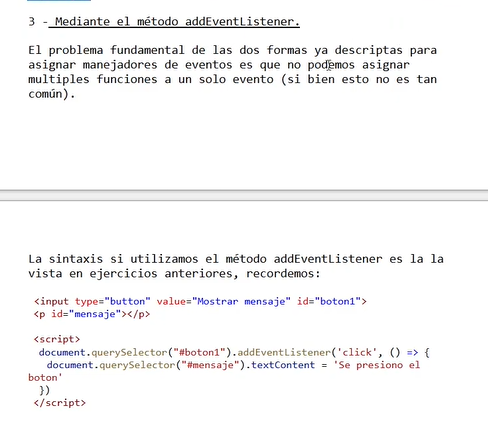 3 - Mediante el método addEventListener.
El problema fundamental de las dos formas ya descriptas para
asignar manejadores de eventos es que no podemos asignar
multiples funciones a un solo evento (si bien esto no es tan
común).
La sintaxis si utilizamos el método addEventListener es la la
vista en ejercicios anteriores, recordemos:
<input type="button" value="Mostrar mensaje" id="boton1">
<p id="mensaje"></p>
<script>
document.querySelector("#boton1").addEventListener('click', () => {
document.querySelector("#mensaje").textContent = 'Se presiono el
boton'
})
</script>